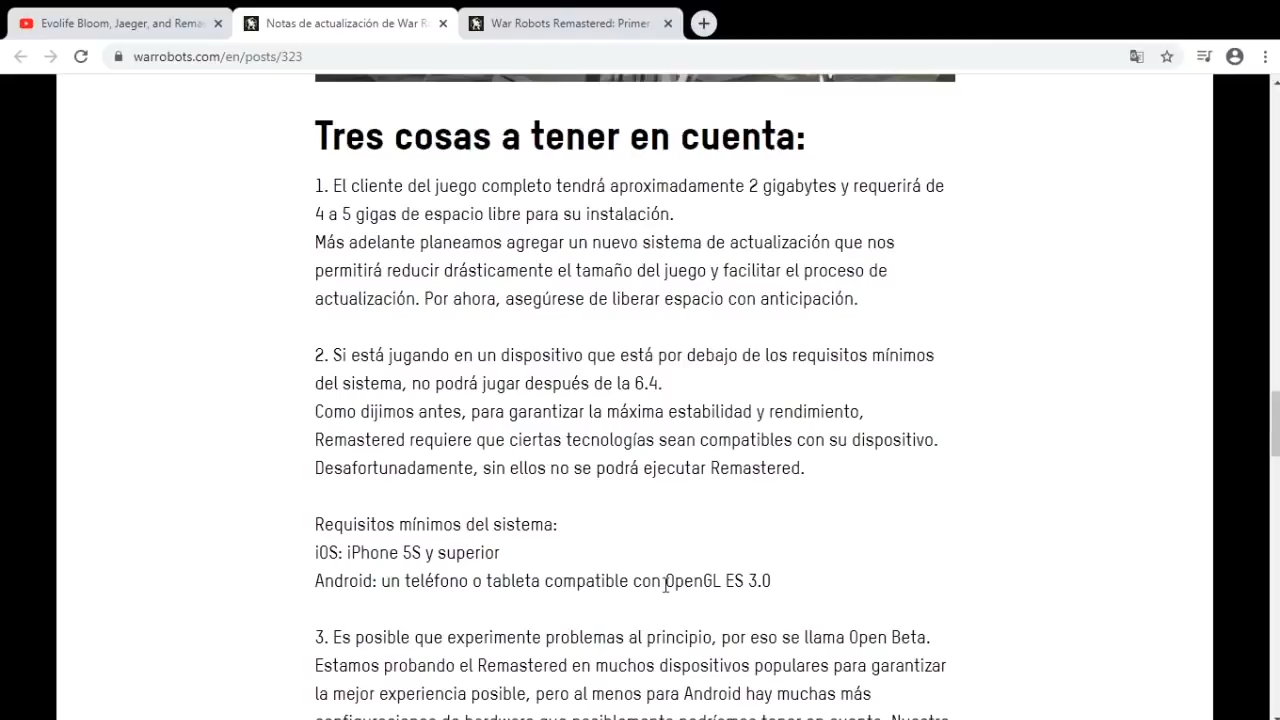 Evolife Bloom, Jaeger, and Rema
Notas de actualización de War R
War Robots Remastered: Primer
warrobots.com/en/posts/323
Tres cosas a tener en cuenta:
1. El cliente del juego completo tendrá aproximadamente 2 gigabytes y requerirá de
4 a 5 gigas de espacio libre para su instalación.
Más adelante planeamos agregar un nuevo sistema de actualización que nos
permitirá reducir drásticamente el tamaño del juego y facilitar el proceso de
actualización. Por ahora, asegúrese de liberar espacio con anticipación.
2. Si está jugando en un dispositivo que está por debajo de los requisitos mínimos
del sistema, no podrá jugar después de la 6.4.
Como dijimos antes, para garantizar la máxima estabilidad y rendimiento,
Remastered requiere que ciertas tecnologías sean compatibles con su dispositivo.
Desafortunadamente, sin ellos no se podrá ejecutar Remastered.
Requisitos mínimos del sistema:
iOS: iPhone 5S y superior
Android: un teléfono o tableta compatible con OpenGL ES 3.0
3. Es posible que experimente problemas al principio, por eso se llama Open Beta.
Estamos probando el Remastered en muchos dispositivos populares para garantizar
la mejor experiencia posible, pero al menos para Android hay muchas más